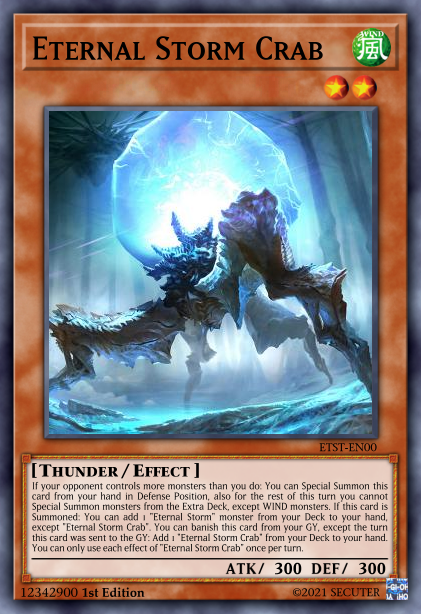 Eternal Storm Crab
WIND
風
ETST-EN00
[Thunder / Effect]
If your opponent controls more monsters than you do: You can Special Summon this
card from your hand in Defense Position, also for the rest of this turn you cannot
Special Summon monsters from the Extra Deck, except WIND monsters. If this card is
Summoned: You can add 1 "Eternal Storm" monster from your Deck to your hand,
except "Eternal Storm Crab". You can banish this card from your GY, except the turn
this card was sent to the GY: Add 1 "Eternal Storm Crab" from your Deck to your hand.
You can only use each effect of "Eternal Storm Crab" once per turn.
ATK/ 300 DEF/ 300
12342900 1st Edition ©2021 SECUTER